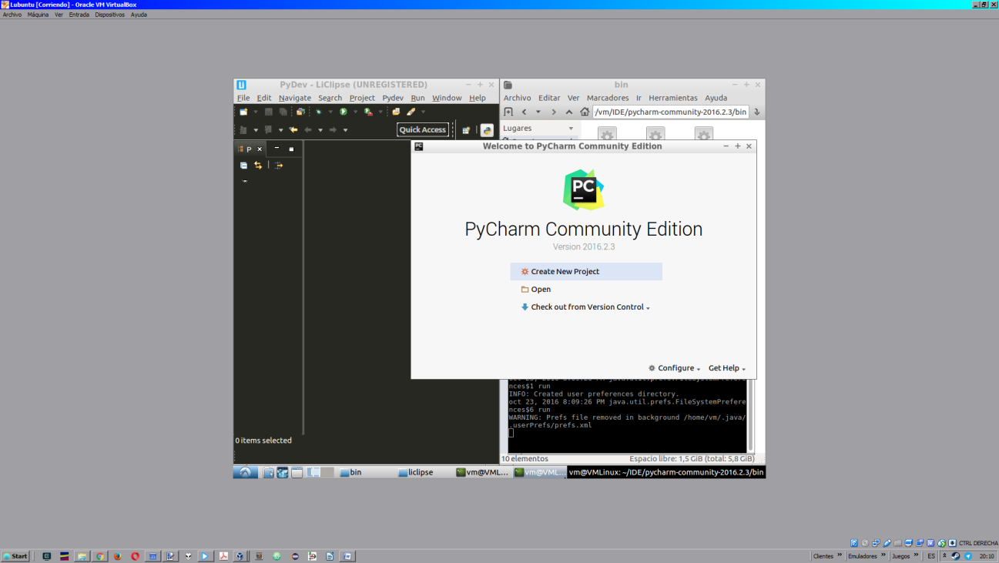 Lubuntu [Corriendo] - Oracle VM VirtualBox
Archivo Máquina Ver Entrada Dispositivos Ayuda
PyDev - LiClipse (UNREGISTERED)
File Edit Navigate Search Project Pydev Run Window Help
Quick Access
P
0 items selected
bin
Archivo Editar Ver Marcadores Ir Herramientas Ayuda
/vm/IDE/pycharm-community-2016.2.3/bin
Lugares
Welcome to PyCharm Community Edition
PC
PyCharm Community Edition
Version 2016.2.3
Create New Project
Open
Check out from Version Control
Configure Get Help
nces$1 run
INFO: Created user preferences directory.
oct 23, 2016 8:09:26 PM java.util.prefs.FileSystemPrefere
nces$6 run
WARNING: Prefs file removed in background /home/vm/.java/
.userPrefs/prefs.xml
10 elementos Espacio libre: 1,5 GiB (total: 5,8 GiB)
bin liclipse vm@VML... vm@VML... vm@VMLinux: ~/IDE/pycharm-community-2016.2.3/bin
CTRL DERECHA
Start Clientes » Emuladores » Juegos » ES 20:10